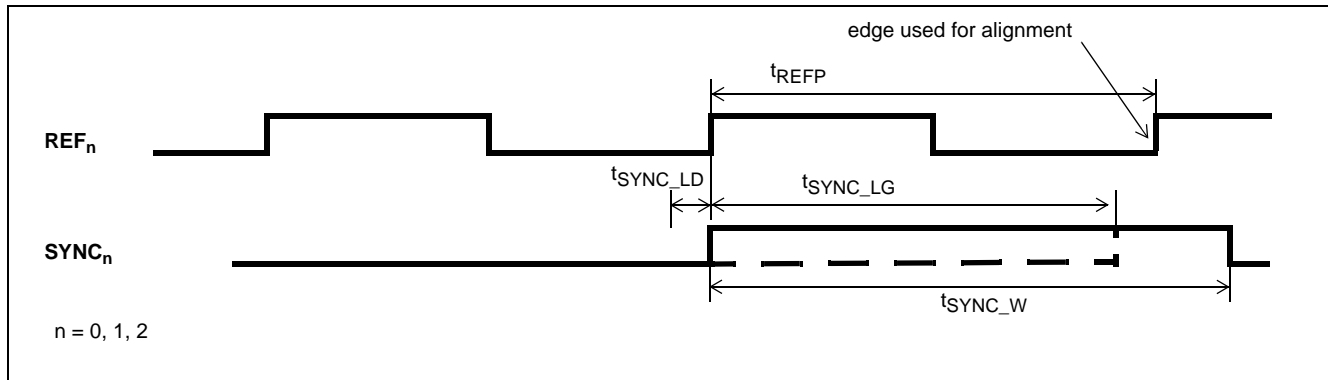 edge used for alignment
tREFP
REFn
tSYNC_LD
tSYNC_LG
SYNCn
tSYNC_W
n = 0, 1, 2